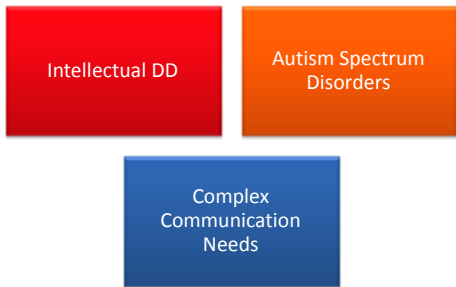 Intellectual DD
Autism Spectrum
Disorders
Complex
Communication
Needs